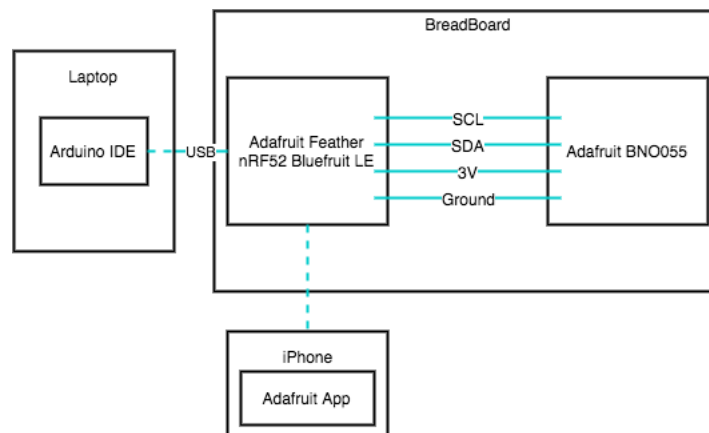 BreadBoard
Laptop
Arduino IDE
USB
Adafruit Feather
nRF52 Bluefruit LE
SCL
SDA
3V
Ground
Adafruit BNO055
iPhone
Adafruit App